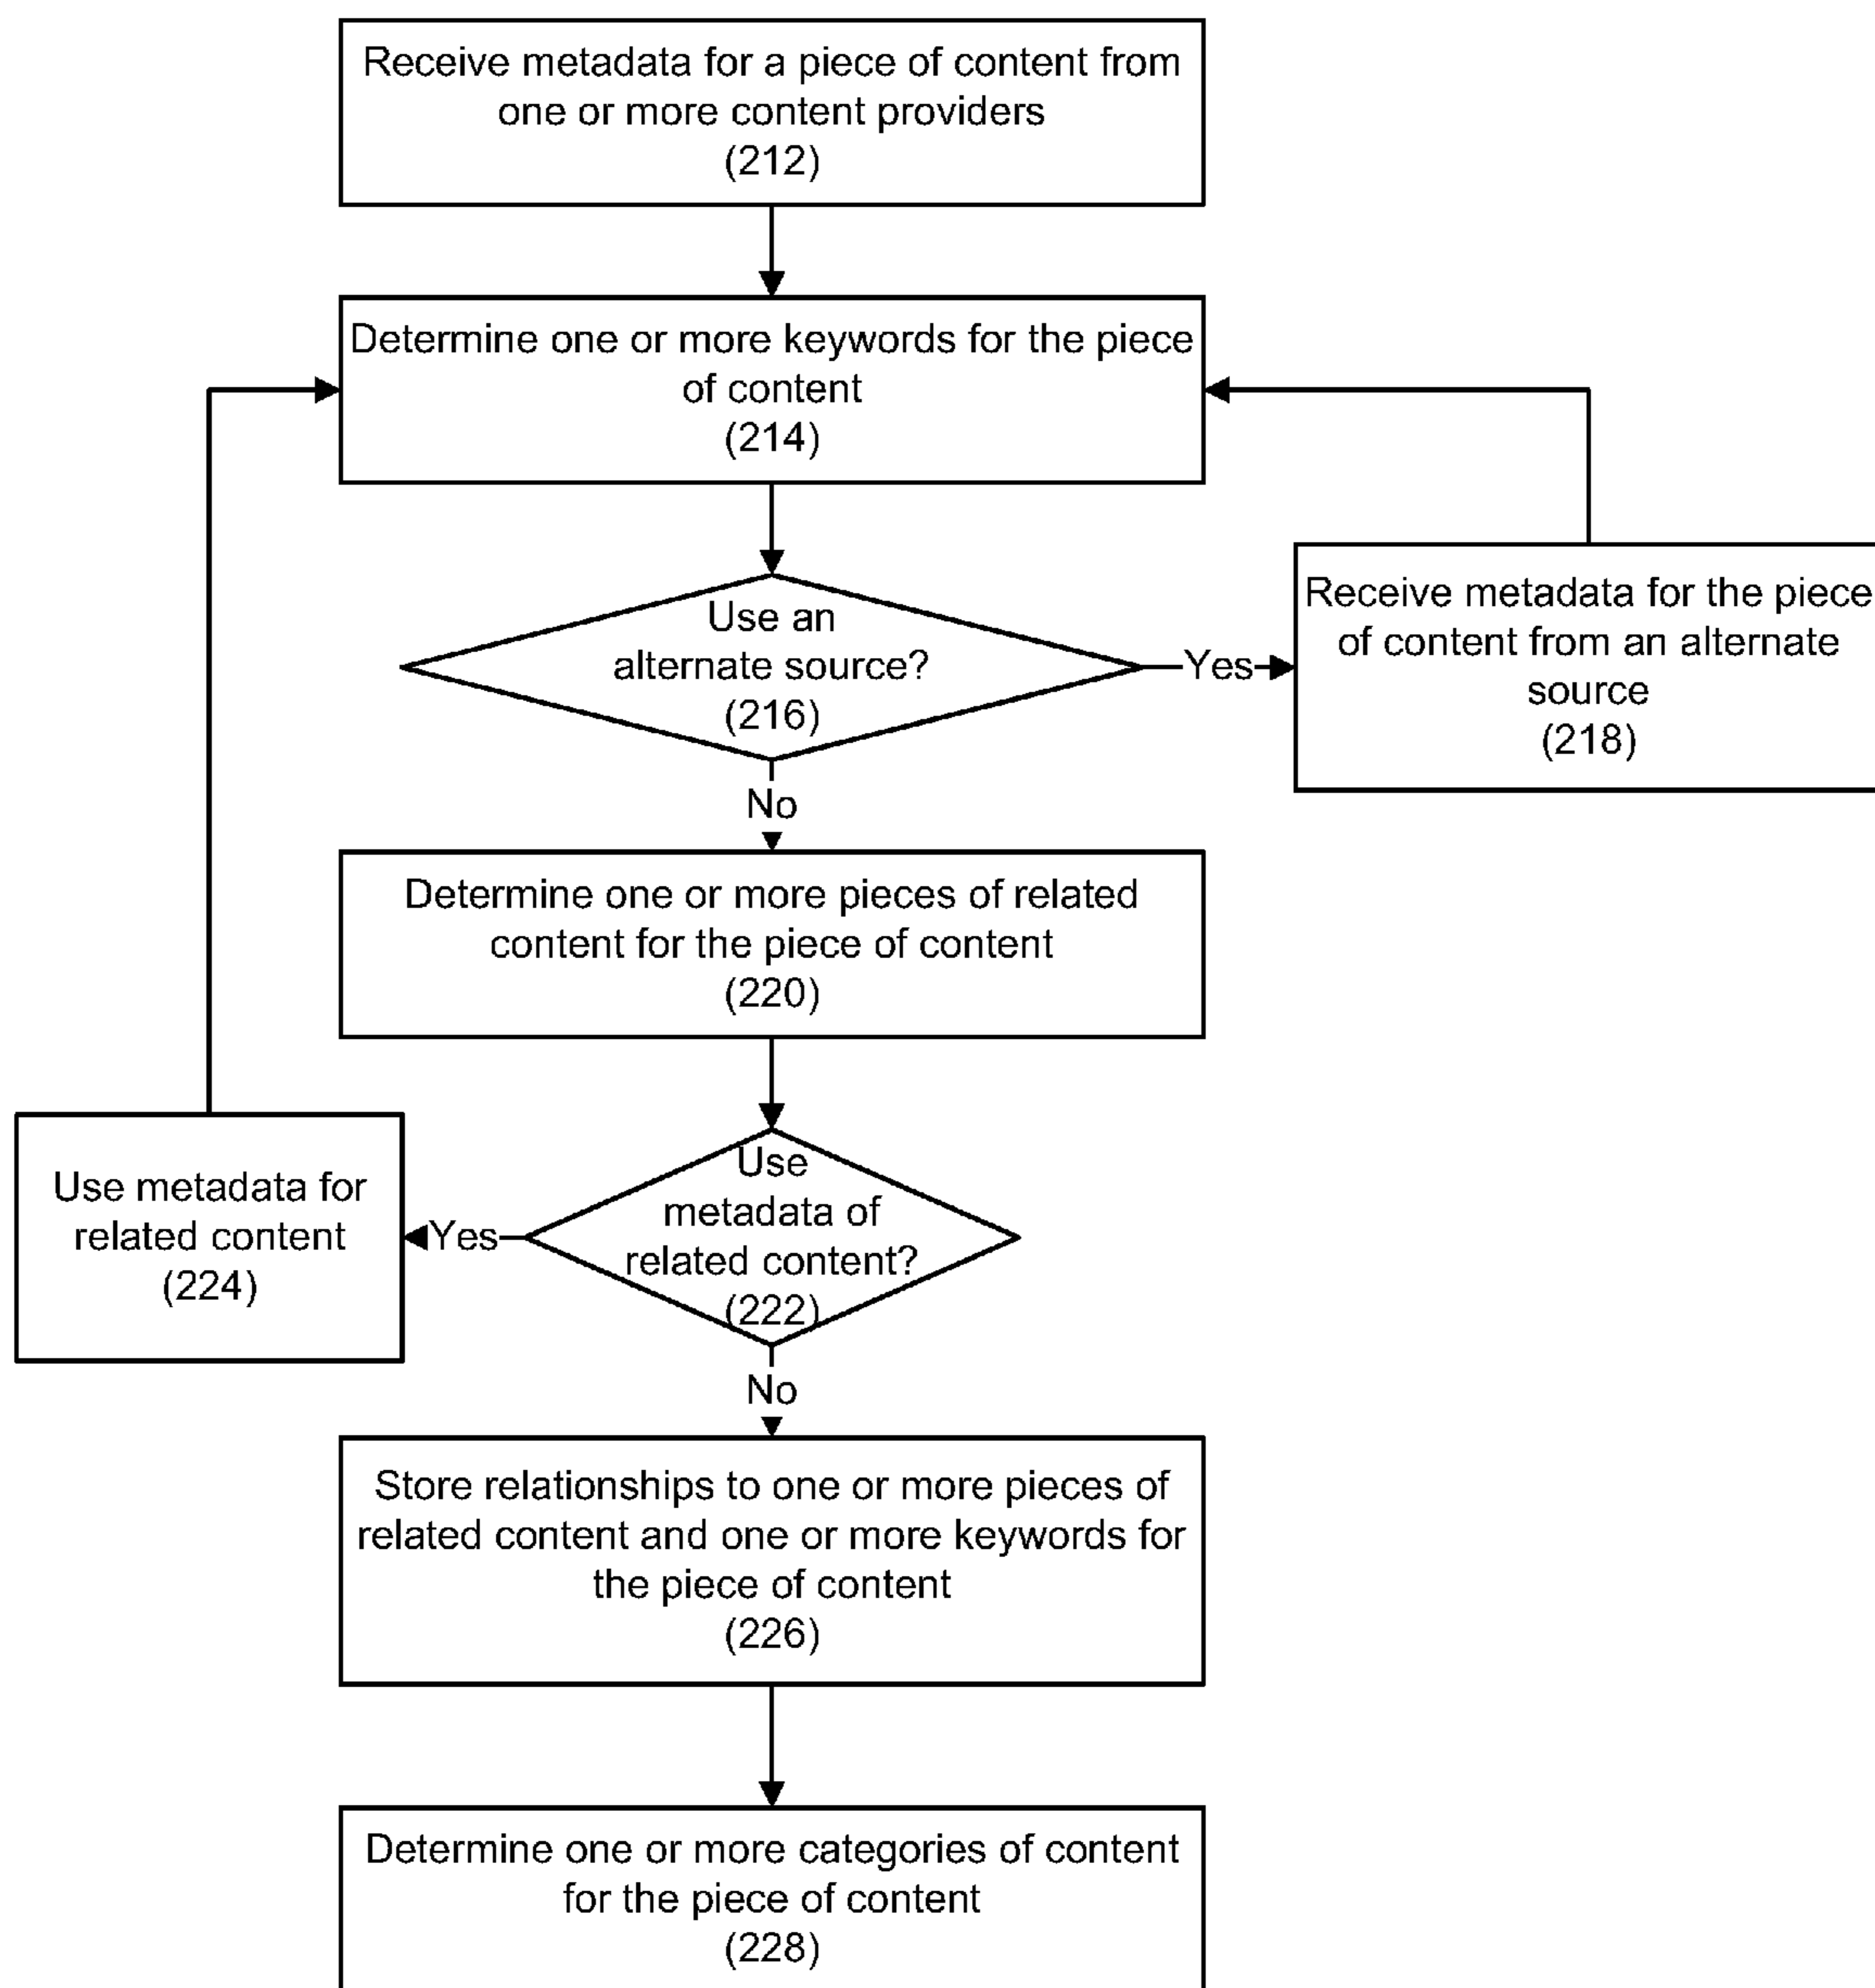 Receive metadata for a piece of content from
one or more content providers
(212)
Determine one or more keywords for the piece
of content
(214)
Use an
alternate source?
(216)
Yes
Receive metadata for the piece
of content from an alternate
source
(218)
No
Determine one or more pieces of related
content for the piece of content
(220)
Use
metadata of
related content?
(222)
Yes
Use metadata for
related content
(224)
No
Store relationships to one or more pieces of
related content and one or more keywords for
the piece of content
(226)
Determine one or more categories of content
for the piece of content
(228)